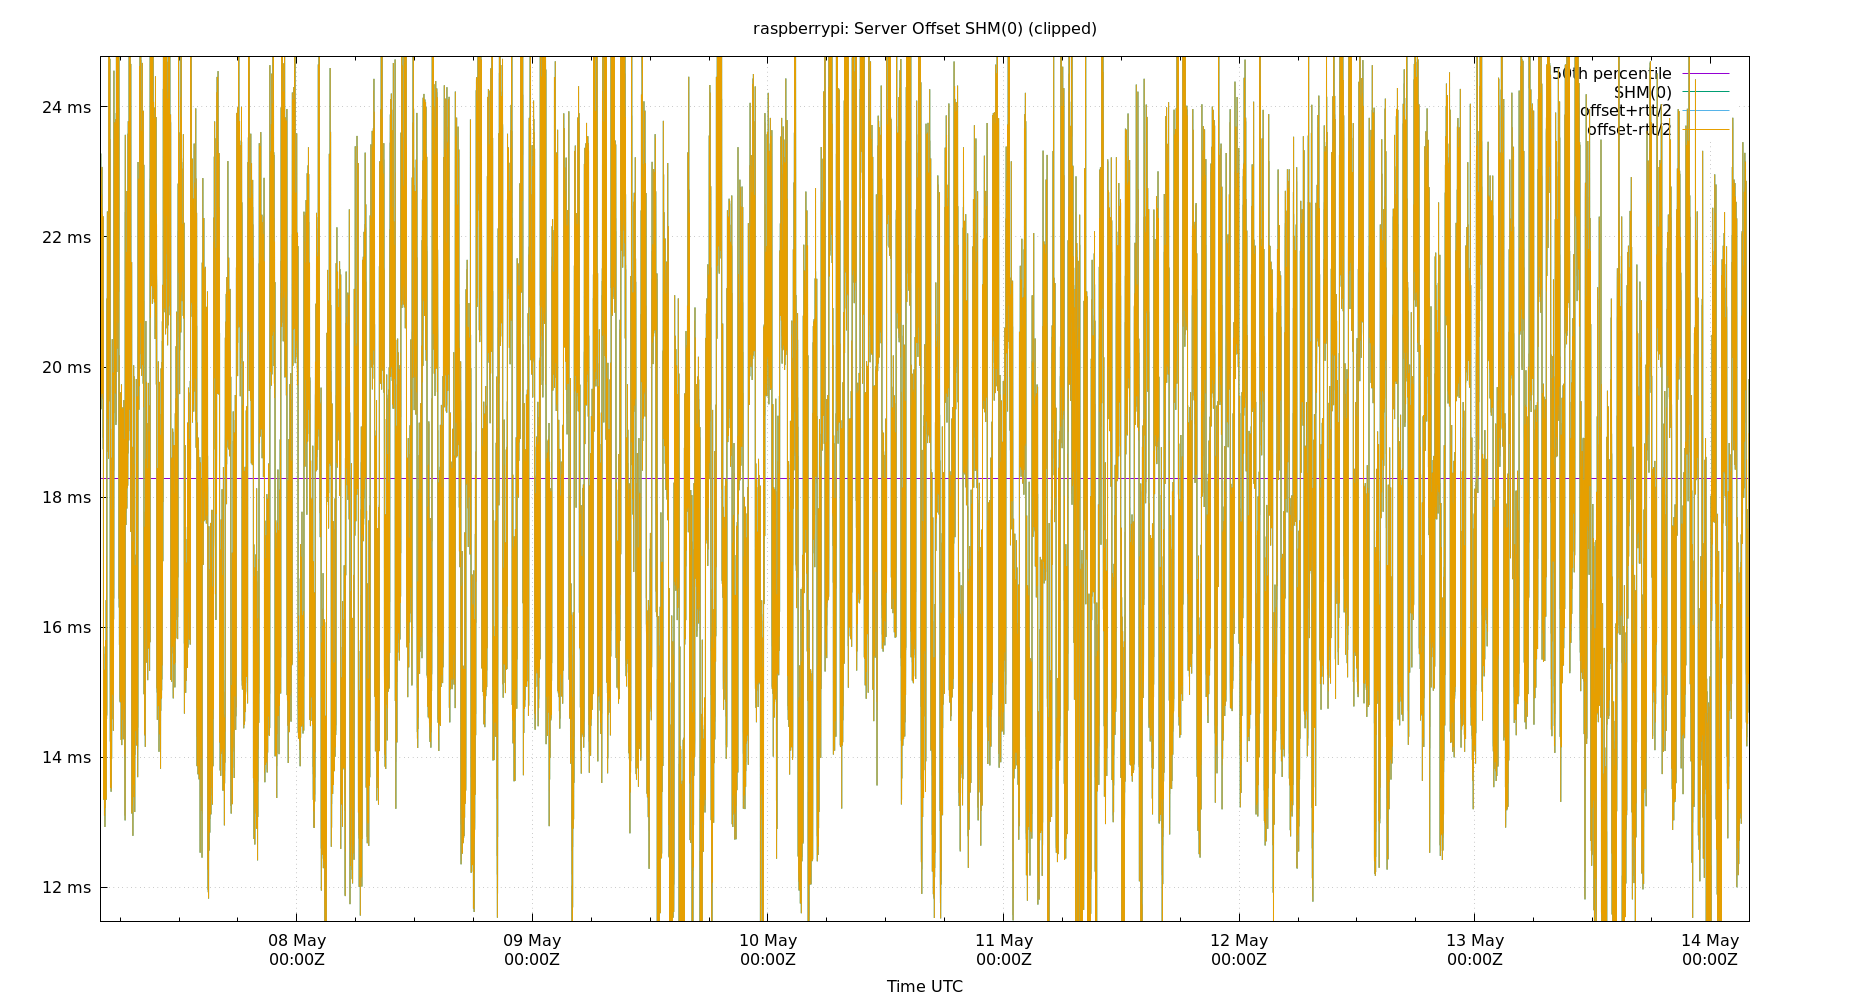 raspberrypi: Server Offset SHM(0) (clipped)
50th percentile
SHM(0)
offset+rtt/2
offset-rtt/2
24 ms
22 ms
20 ms
18 ms
16 ms
14 ms
12 ms
08 May 09 May 10 May 11 May 12 May 13 May 14 May
00:00Z 00:00Z 00:00Z 00:00Z 00:00Z 00:00Z 00:00Z
Time UTC